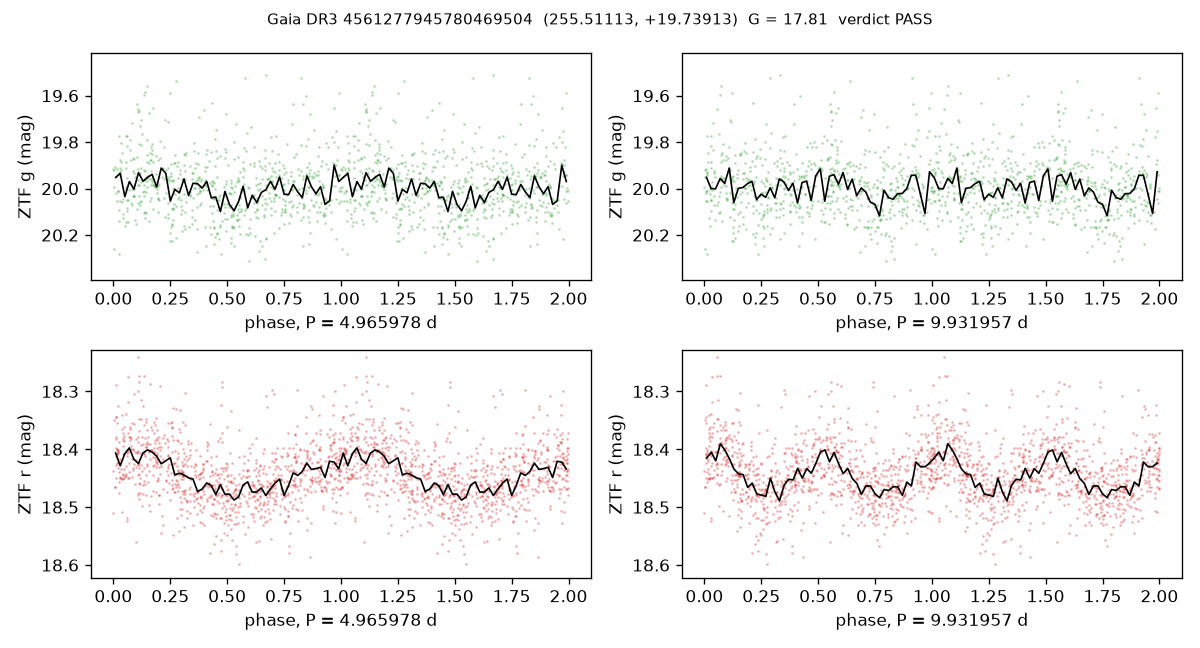 Gaia DR3 4561277945780469504 (255.51113, +19.73913) G = 17.81 verdict PASS
ZTF g (mag)
19.6
19.8
20.0
20.2
0.00 0.25 0.50 0.75 1.00 1.25 1.50 1.75 2.00
phase, P = 4.965978 d
ZTF g (mag)
19.6
19.8
20.0
20.2
0.00 0.25 0.50 0.75 1.00 1.25 1.50 1.75 2.00
phase, P = 9.931957 d
ZTF r (mag)
18.3
18.4
18.5
18.6
0.00 0.25 0.50 0.75 1.00 1.25 1.50 1.75 2.00
phase, P = 4.965978 d
ZTF r (mag)
18.3
18.4
18.5
18.6
0.00 0.25 0.50 0.75 1.00 1.25 1.50 1.75 2.00
phase, P = 9.931957 d